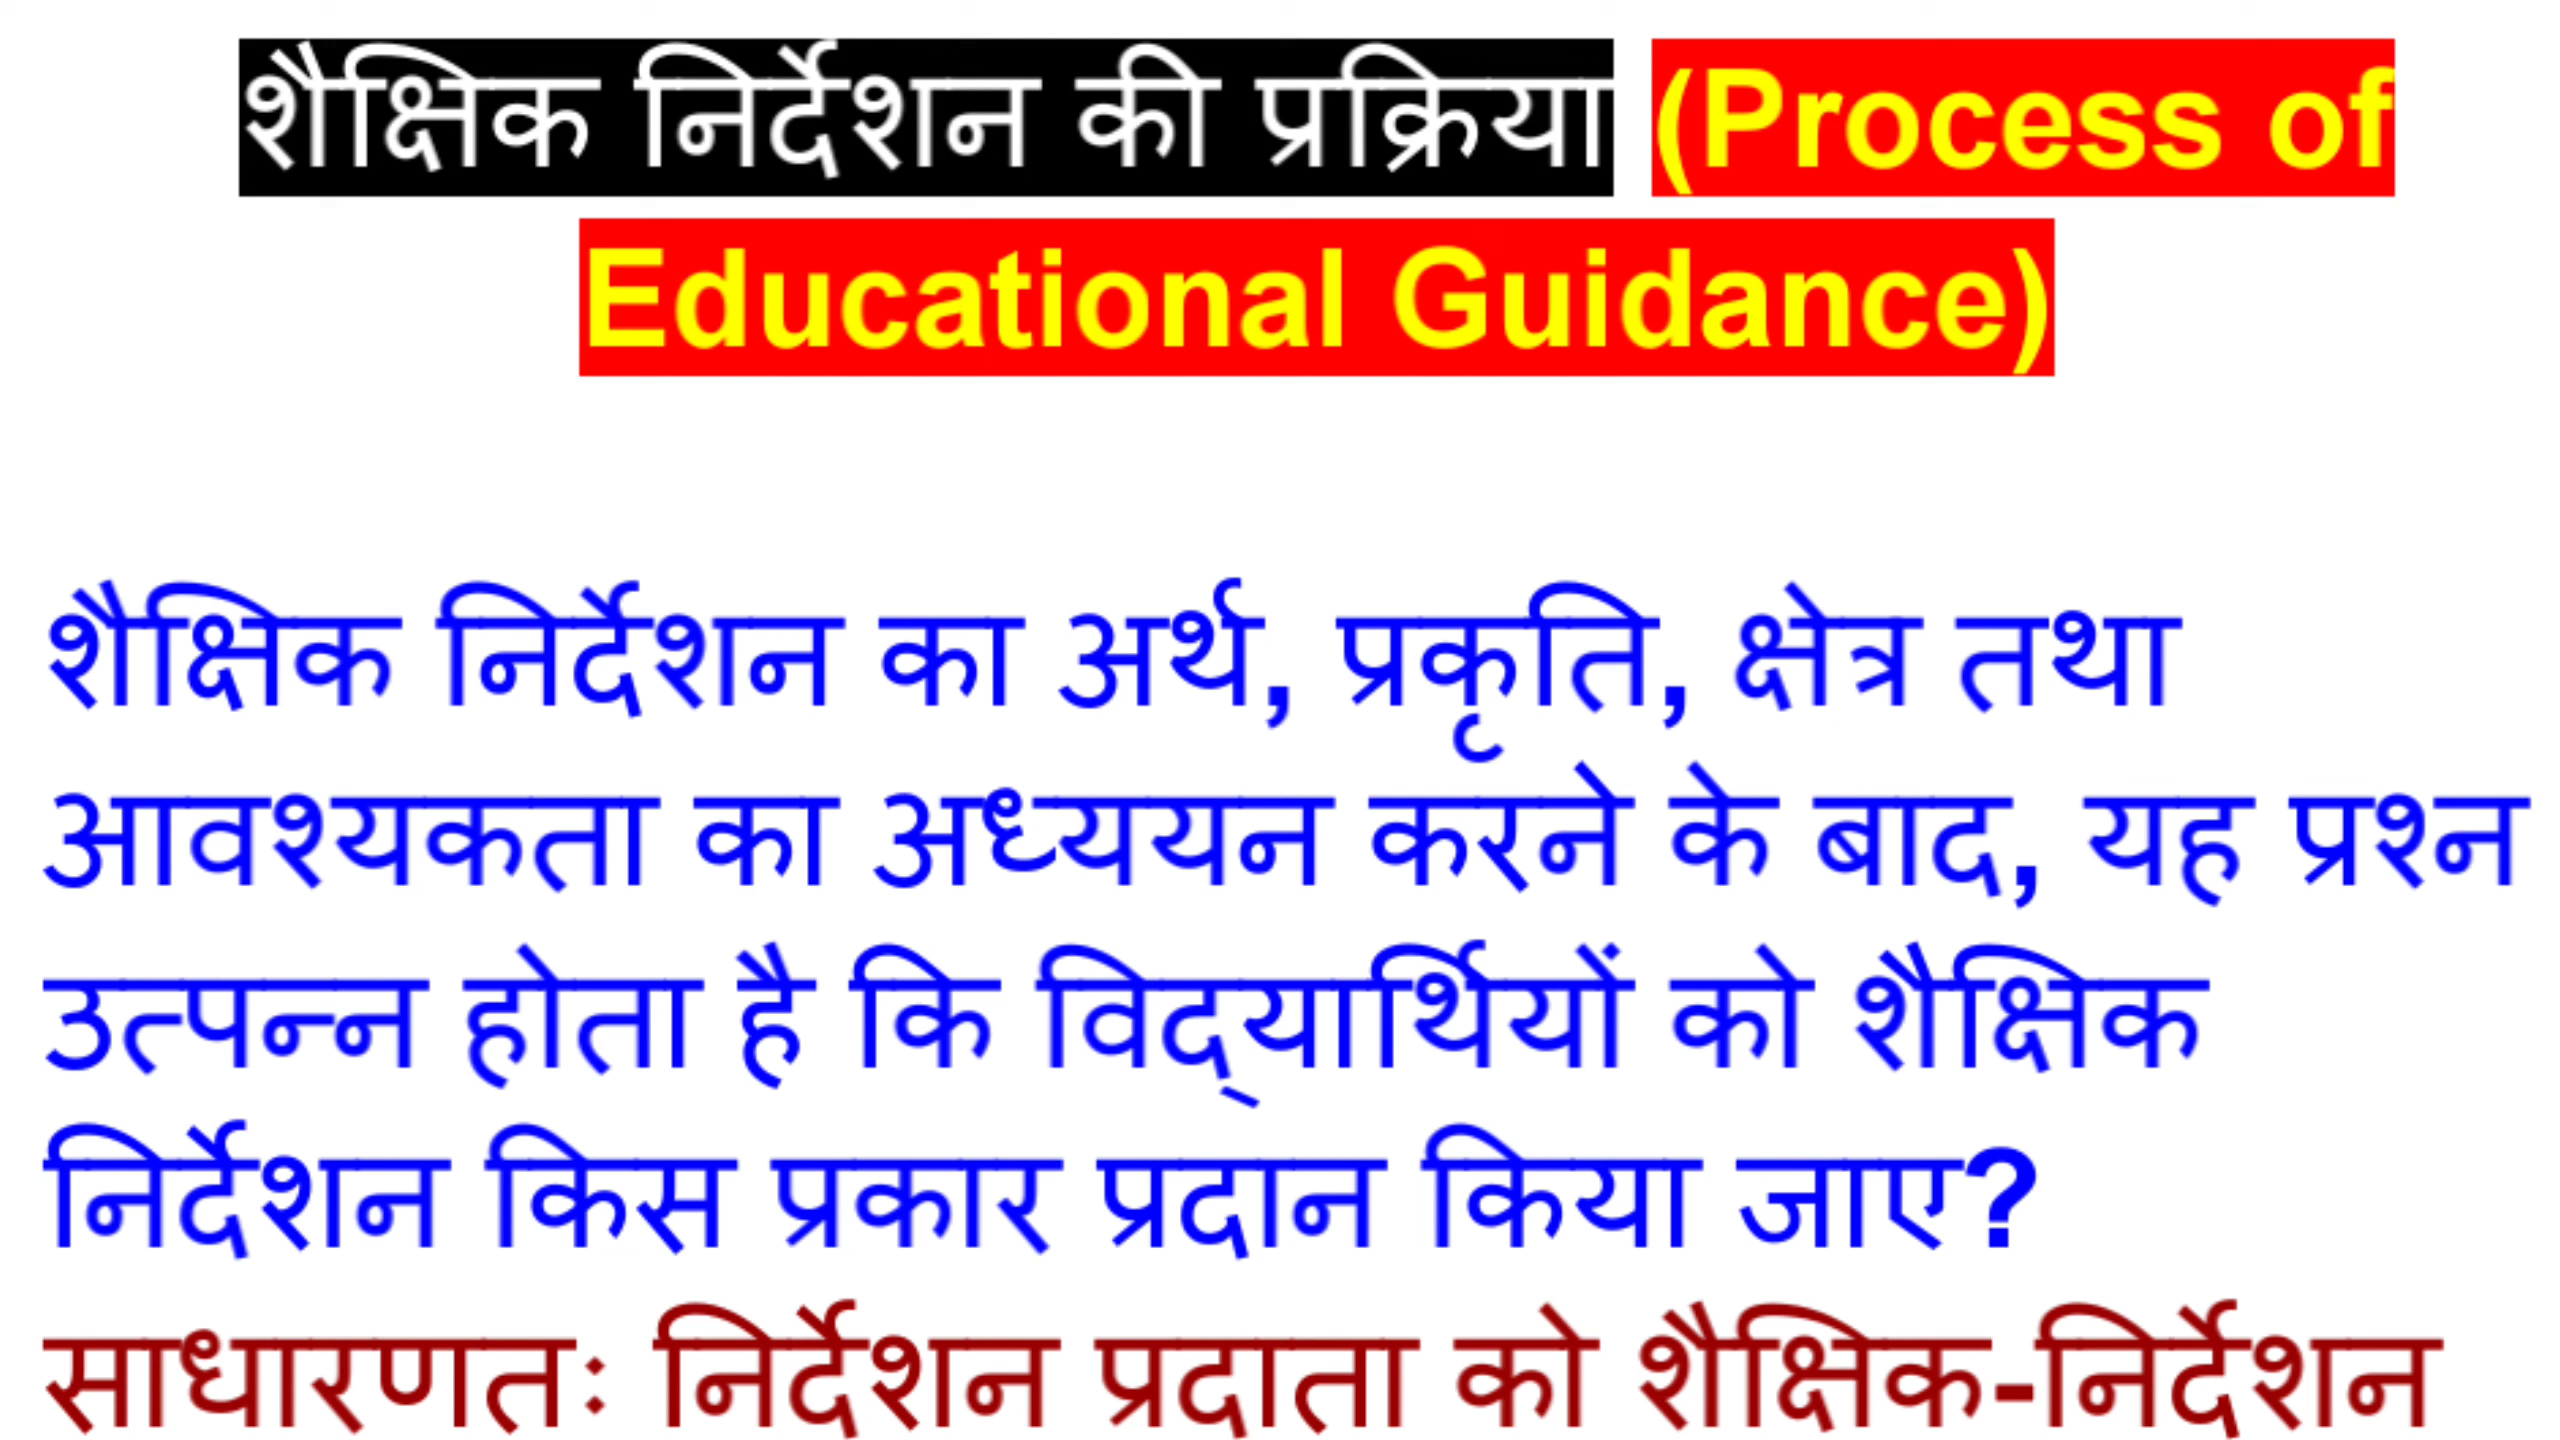 शैक्षिक निर्देशन की प्रक्रिया (Process of
Educational Guidance)
शैक्षिक निर्देशन का अर्थ, प्रकृति, क्षेत्र तथा
आवश्यकता का अध्ययन करने के बाद, यह प्रश्न
उत्पन्न होता है कि विद्यार्थियों को शैक्षिक
निर्देशन किस प्रकार प्रदान किया जाए?
साधारणतः निर्देशन प्रदाता को शैक्षिक-निर्देशन